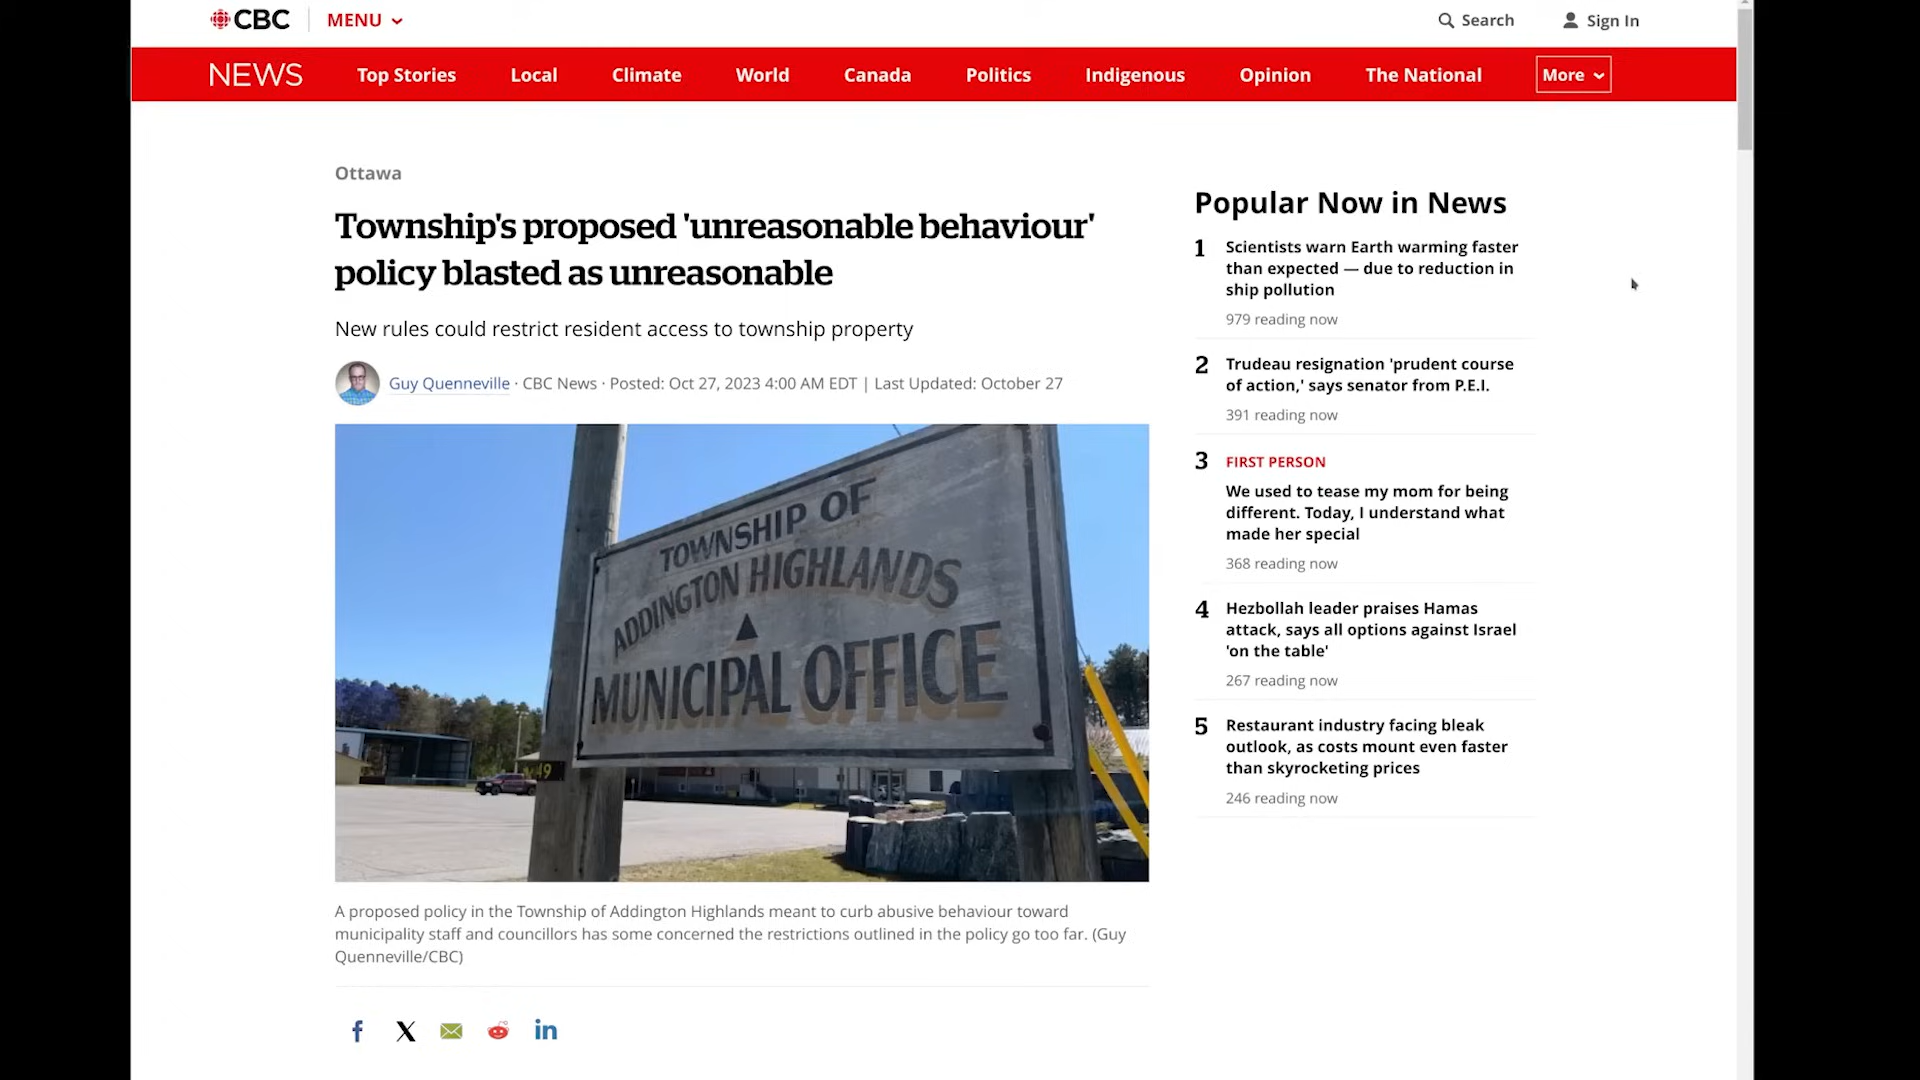 CBC
MENU
Search
Sign In
NEWS
Top Stories
Local
Climate
World
Canada
Politics
Indigenous
Opinion
The National
More
Ottawa
Township's proposed 'unreasonable behaviour'
policy blasted as unreasonable
New rules could restrict resident access to township property
Guy Quenneville · CBC News · Posted: Oct 27, 2023 4:00 AM EDT | Last Updated: October 27
TOWNSHIP OF
ADDINGTON HIGHLANDS
MUNICIPAL OFFICE
A proposed policy in the Township of Addington Highlands meant to curb abusive behaviour toward
municipality staff and councillors has some concerned the restrictions outlined in the policy go too far. (Guy
Quenneville/CBC)
Popular Now in News
1
Scientists warn Earth warming faster
than expected — due to reduction in
ship pollution
979 reading now
2
Trudeau resignation 'prudent course
of action,' says senator from P.E.I.
391 reading now
3
FIRST PERSON
We used to tease my mom for being
different. Today, I understand what
made her special
368 reading now
4
Hezbollah leader praises Hamas
attack, says all options against Israel
'on the table'
267 reading now
5
Restaurant industry facing bleak
outlook, as costs mount even faster
than skyrocketing prices
246 reading now